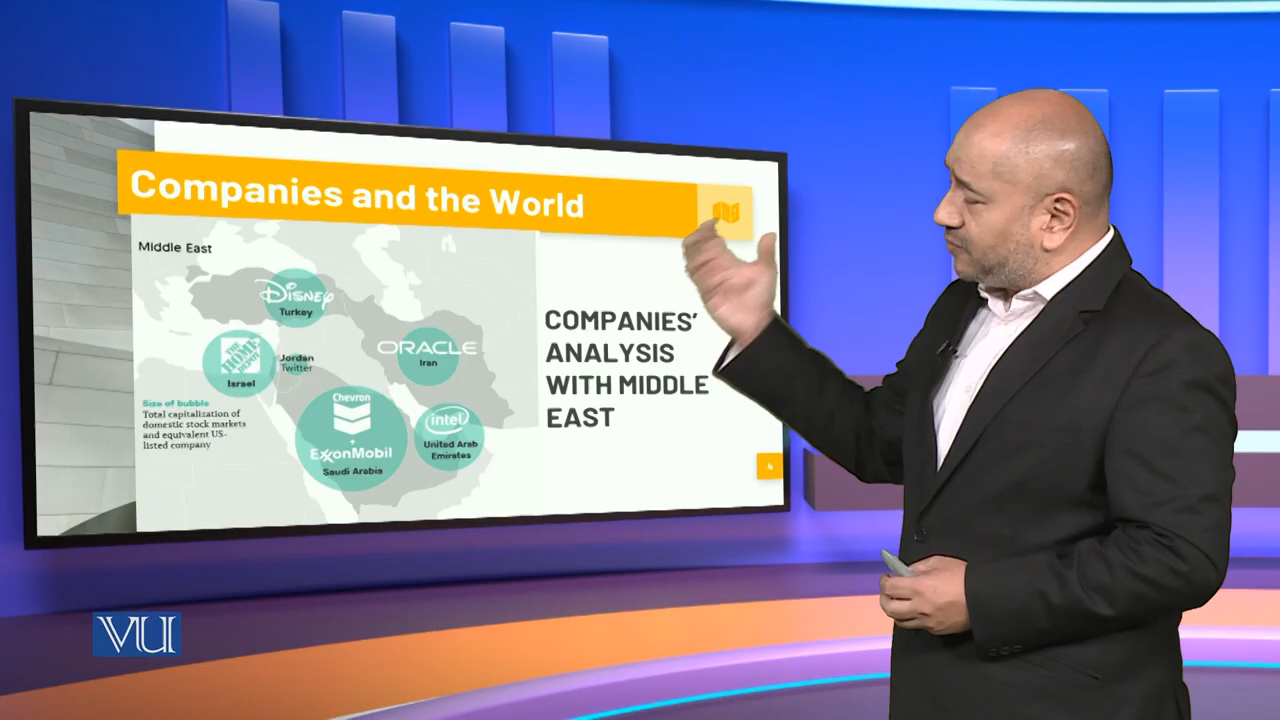 Companies and the World
Middle East
Disney
Turkey
THE HOME DEPOT
Israel
Jordan
Twitter
ORACLE
Iran
Size of bubble
Total capitalization of
domestic stock markets
and equivalent US-
listed company
Chevron
+
ExxonMobil
Saudi Arabia
intel
United Arab
Emirates
COMPANIES’
ANALYSIS
WITH MIDDLE
EAST
4
VU